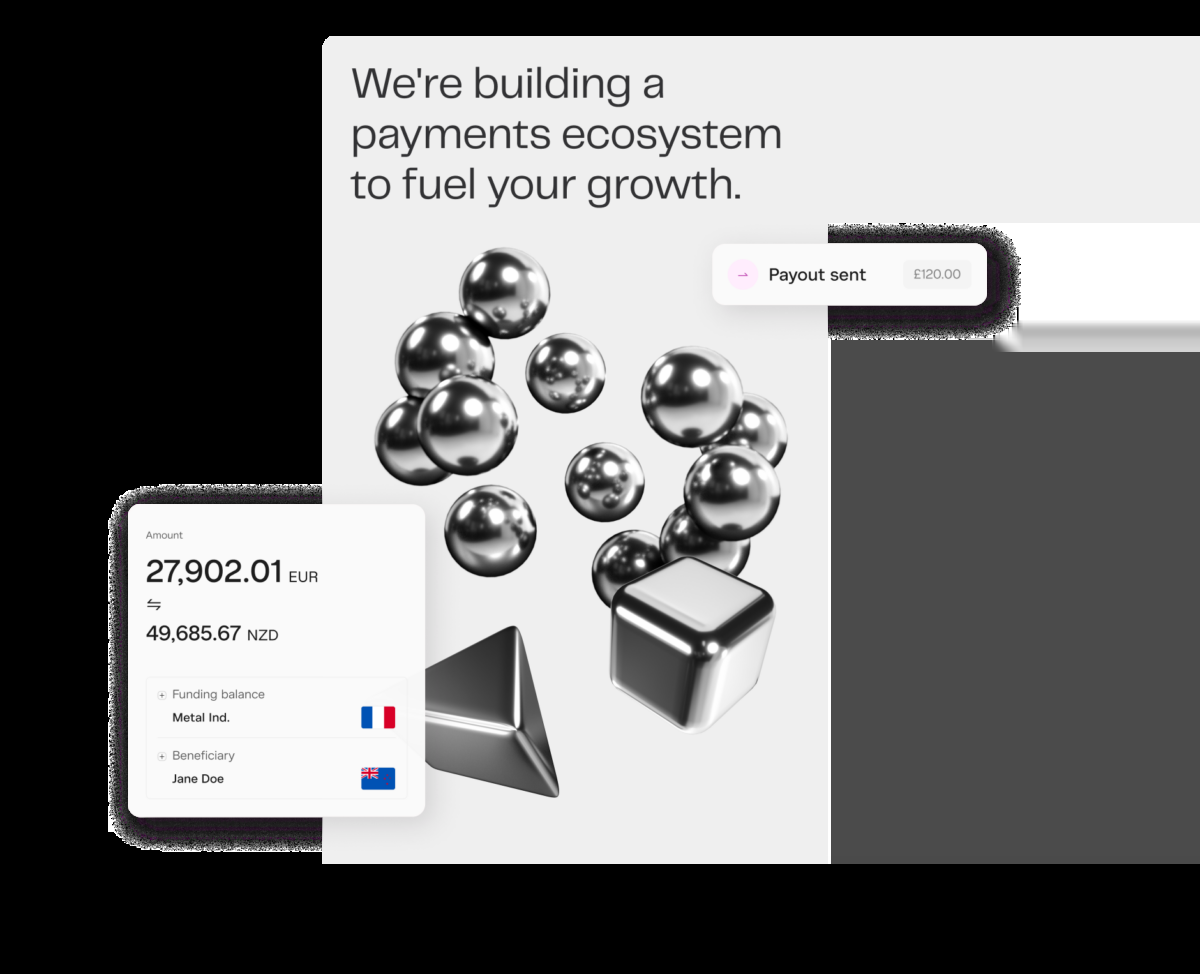 We're building a
payments ecosystem
to fuel your growth.
Payout sent £120.00
Amount
27,902.01 EUR
49,685.67 NZD
Funding balance
Metal Ind.
Beneficiary
Jane Doe